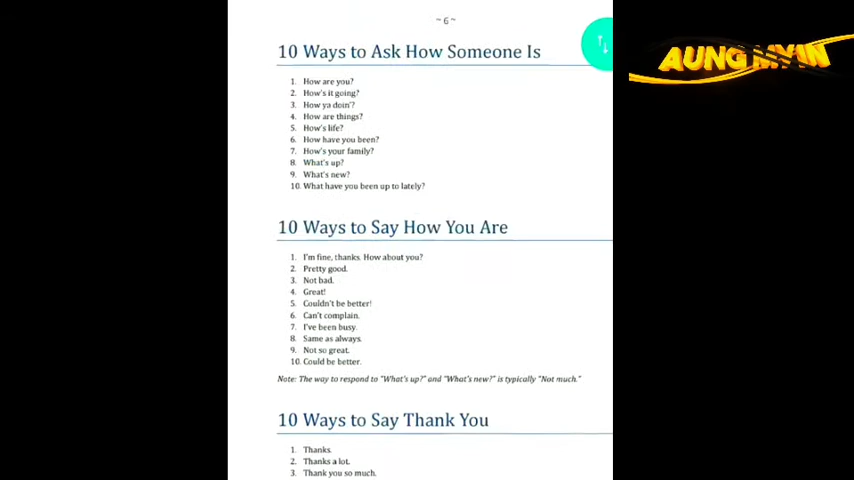 ~ 6 ~
AUNG MYIN
10 Ways to Ask How Someone Is
1. How are you?
2. How's it going?
3. How ya doin'?
4. How are things?
5. How's life?
6. How have you been?
7. How's your family?
8. What's up?
9. What's new?
10. What have you been up to lately?
10 Ways to Say How You Are
1. I'm fine, thanks. How about you?
2. Pretty good.
3. Not bad.
4. Great!
5. Couldn't be better!
6. Can't complain.
7. I've been busy.
8. Same as always.
9. Not so great.
10. Could be better.
Note: The way to respond to "What's up?" and "What's new?" is typically "Not much."
10 Ways to Say Thank You
1. Thanks.
2. Thanks a lot.
3. Thank you so much.